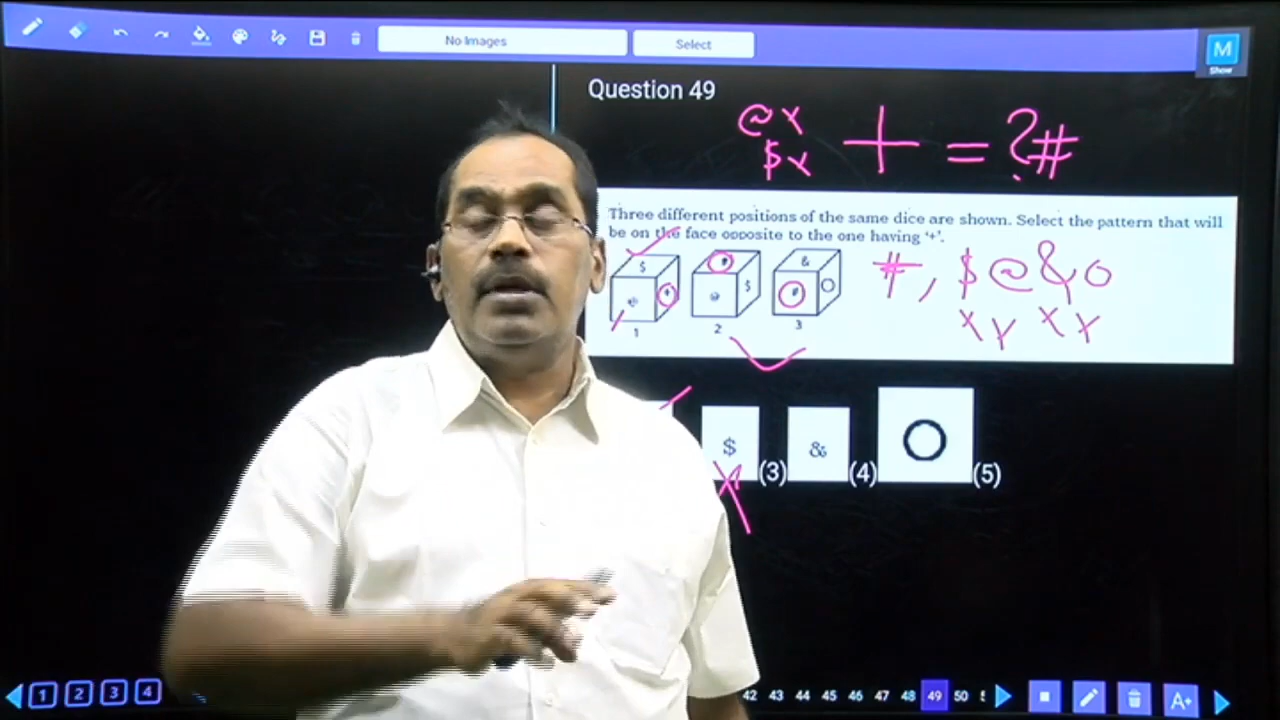 No Images
Select
M
Show
Question 49
@ x
$ x
+ = ? #
Three different positions of the same dice are shown. Select the pattern that will
be on the face opposite to the one having '+'.
$
@
+
1
#
@
$
2
&
#
O
3
#, $ @ & O
x x x x
$
(3)
&
(4)
O
(5)
1 2 3 4
42 43 44 45 46 47 48 49 50
A+